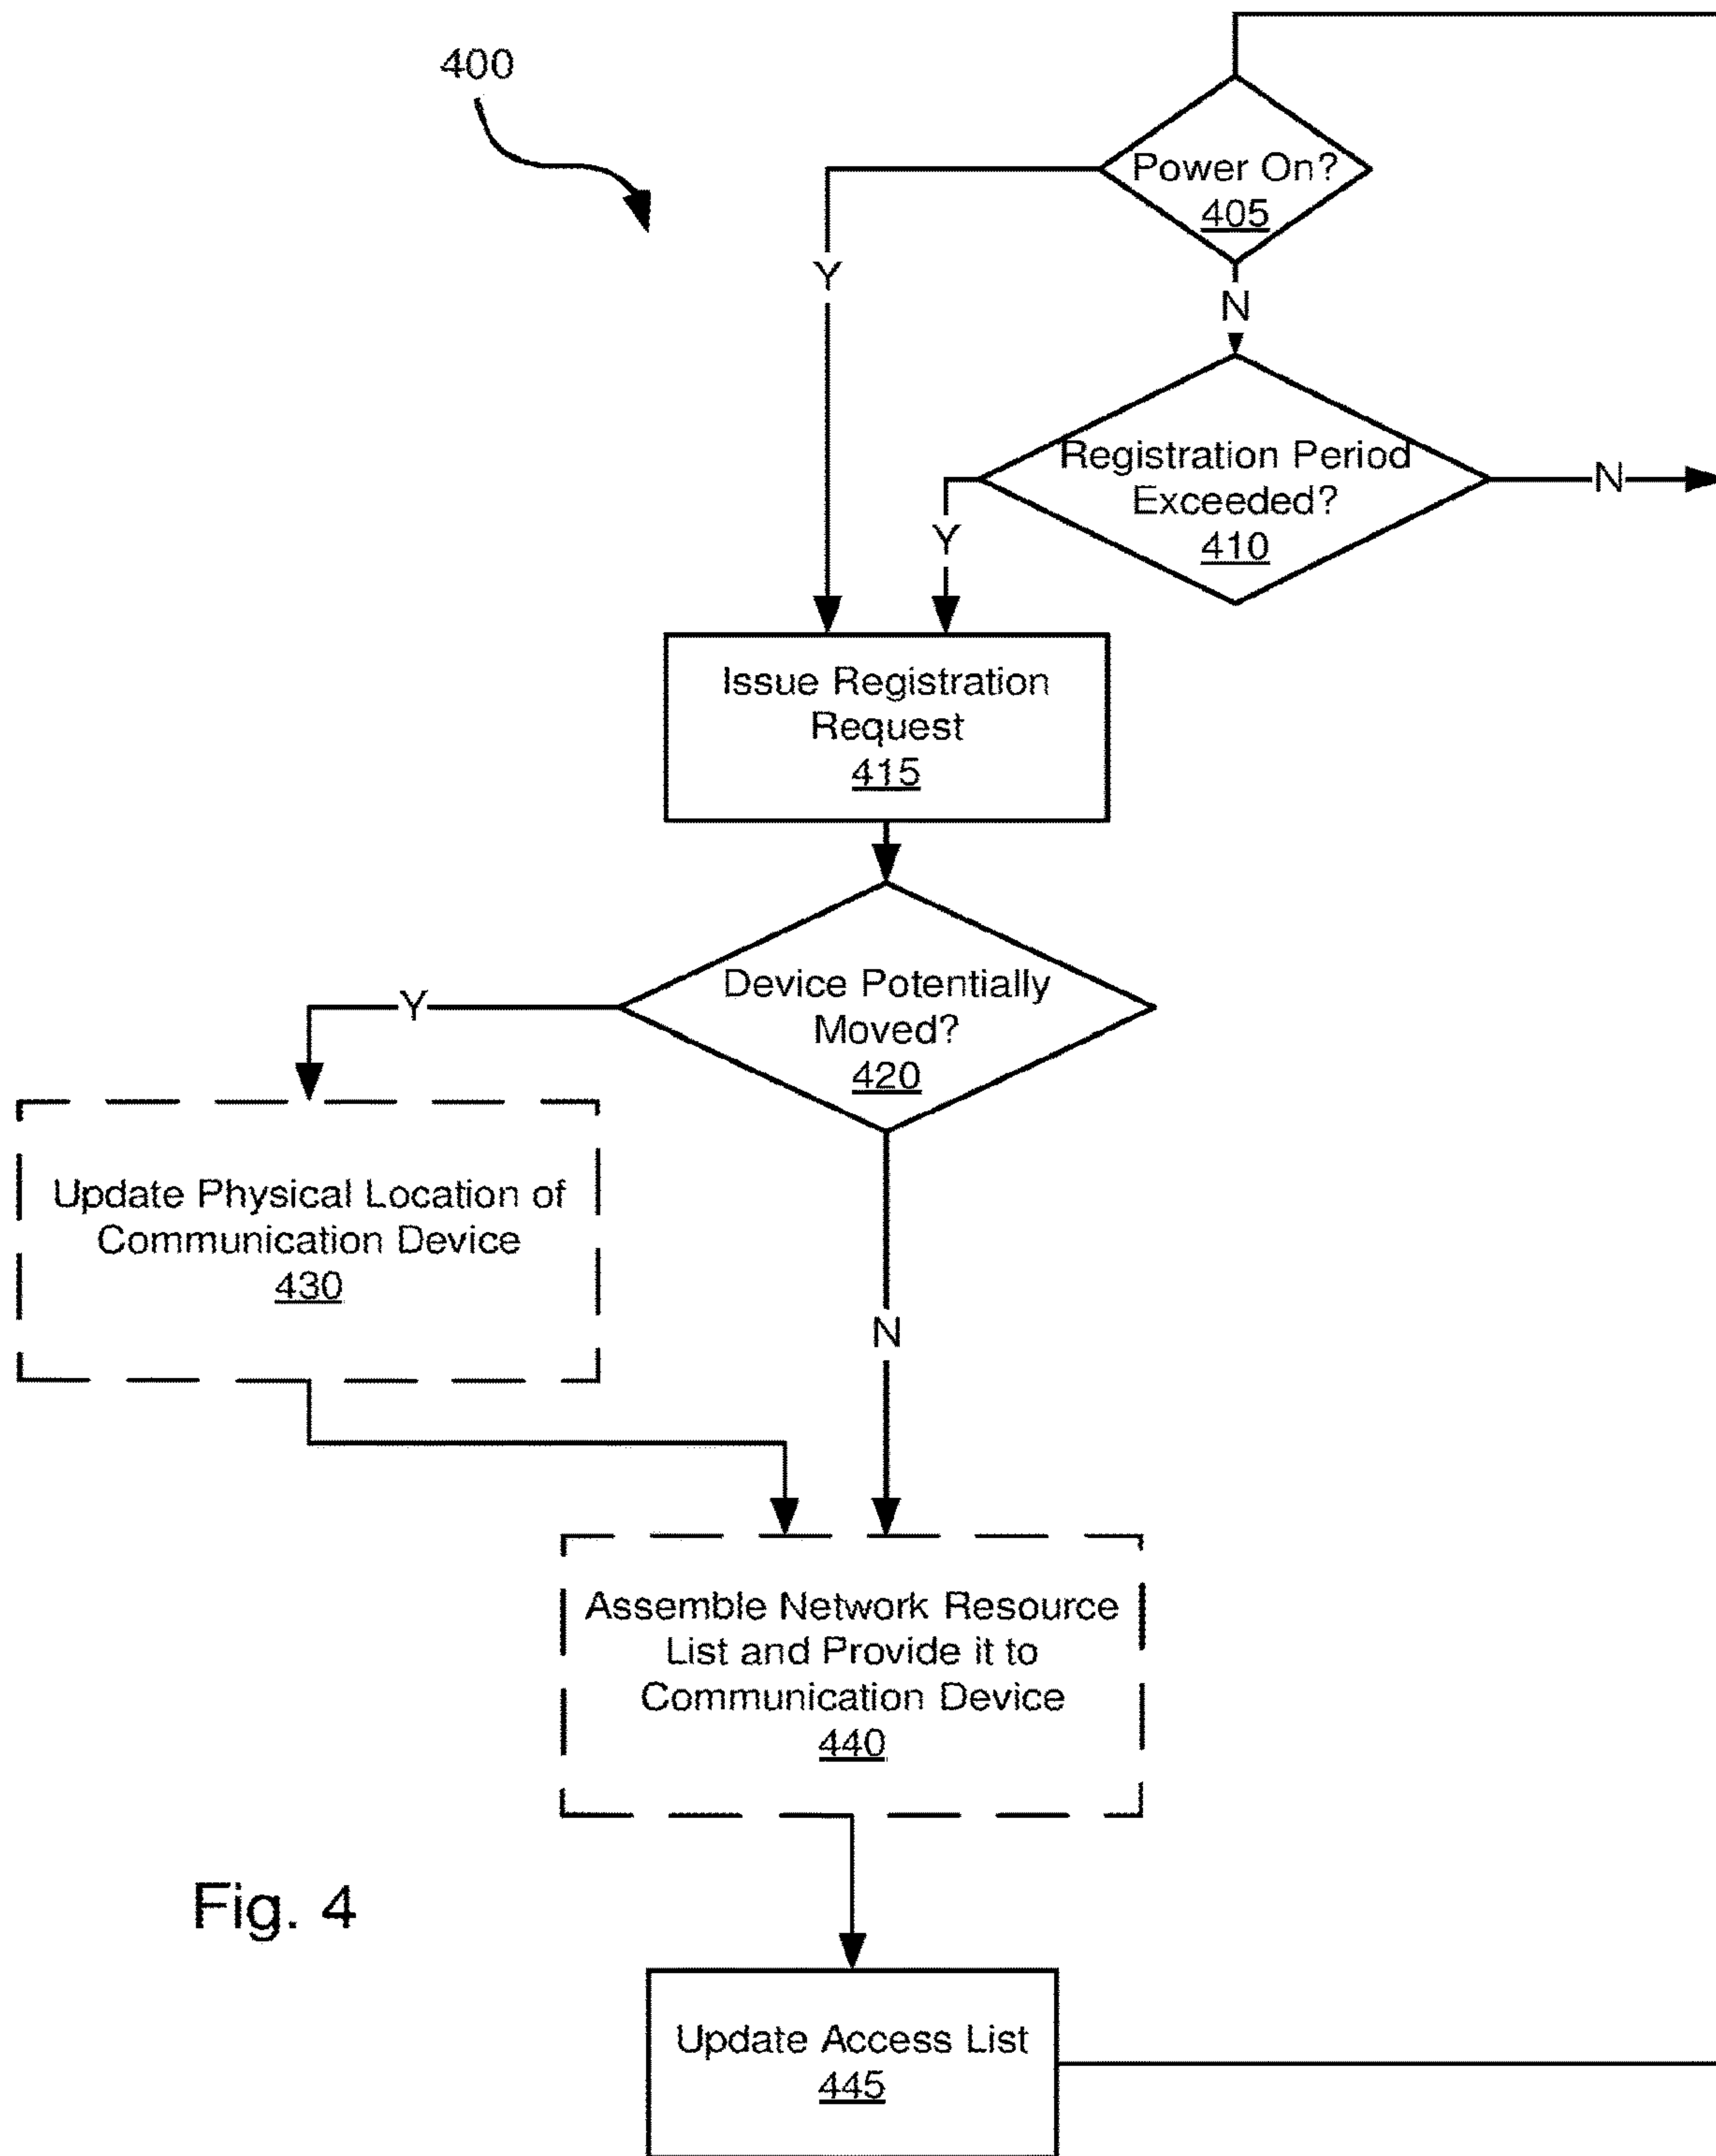 400
Power On?
405
Y
N
Registration Period
Exceeded?
410
N
Y
Issue Registration
Request
415
Device Potentially
Moved?
420
Y
Update Physical Location of
Communication Device
430
N
Assemble Network Resource
List and Provide it to
Communication Device
440
Fig. 4
Update Access List
445